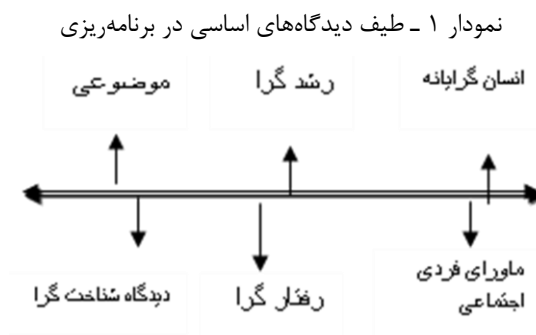 نمودار ۱ ـ طیف دیدگاه‌های اساسی در برنامه‌ریزی
انسان گرایانه
رشد گرا
موضوعی
ماورای فردی
اجتماعی
رفتار گرا
دیدگاه شناخت گرا